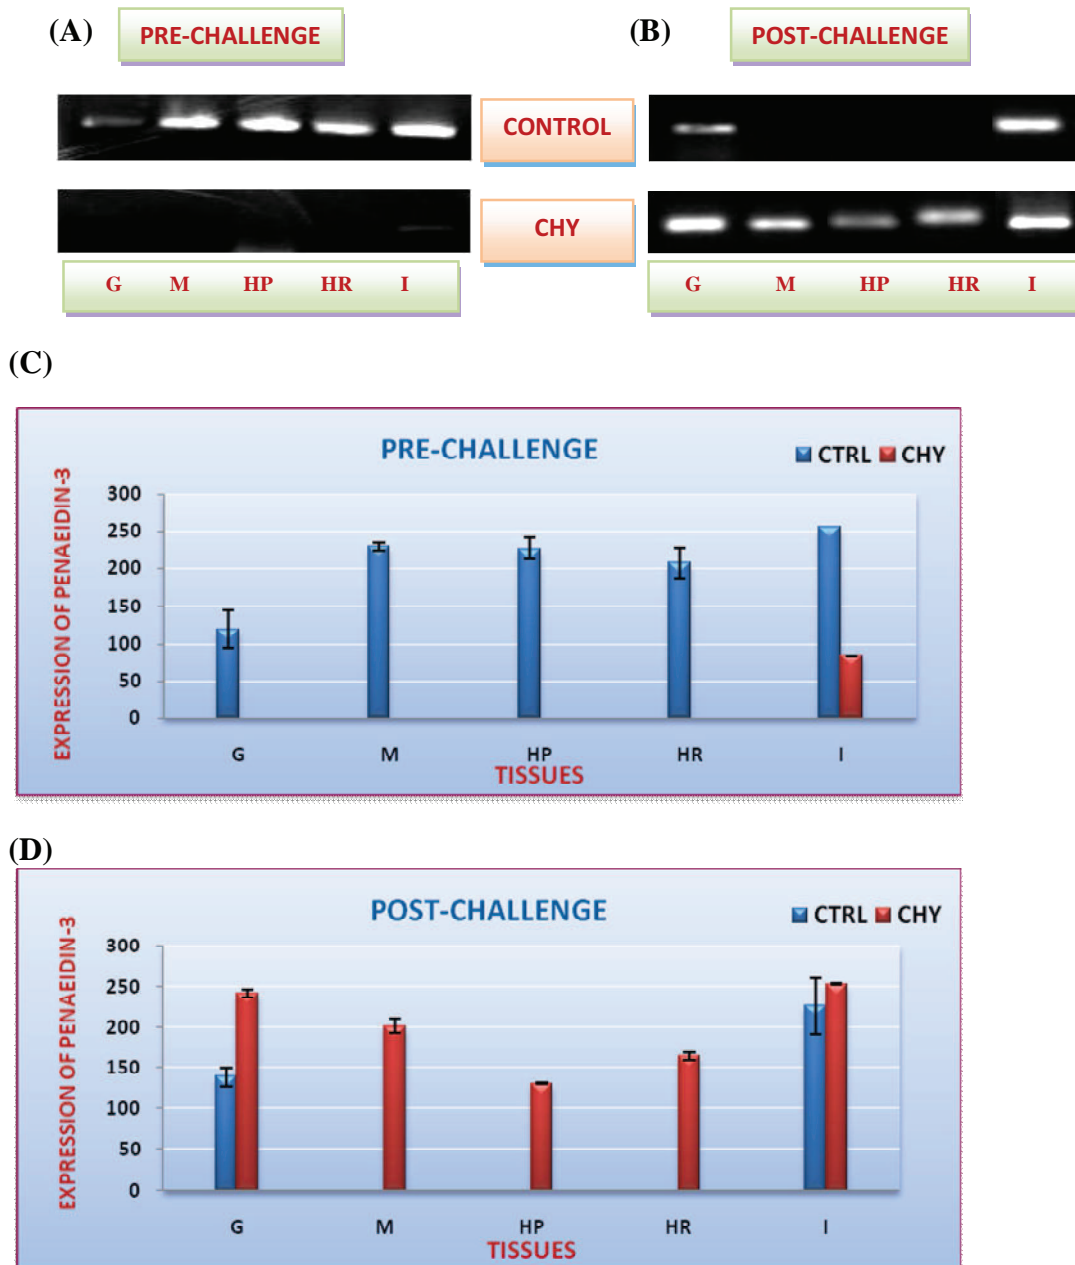 (A) PRE-CHALLENGE (B) POST-CHALLENGE
CONTROL
CHY
G M HP HR I G M HP HR I
(C)
PRE-CHALLENGE
CTRL CHY
EXPRESSION OF PENAEIDIN-3
300
250
200
150
100
50
0
G M HP HR I
TISSUES
(D)
POST-CHALLENGE
CTRL CHY
EXPRESSION OF PENAEIDIN-3
300
250
200
150
100
50
0
G M HP HR I
TISSUES